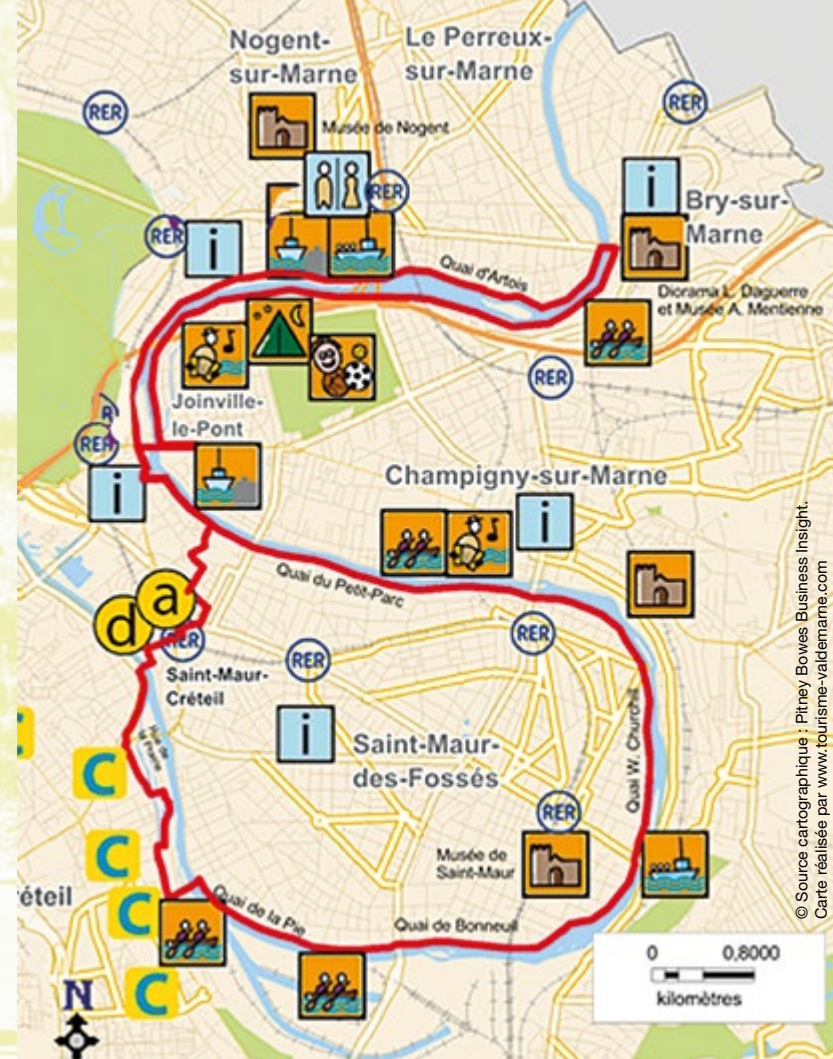 Nogent-
sur-Marne
Le Perreux-
sur-Marne
RER
RER
Musée de Nogent
RER
i
Bry-sur-
Marne
RER
i
Quai d'Artois
Diorama L. Daguerre
et Musée A. Mentienne
RER
Joinville-
le-Pont
R
RER
i
Champigny-sur-Marne
i
Quai du Petit-Parc
a
d
RER
RER
RER
Saint-Maur-
Créteil
i
Saint-Maur-
des-Fossés
Quai W. Churchill
C
C
C
C
RER
Musée de
Saint-Maur
éteil
Quai de la Pie
Quai de Bonneuil
0 0,8000
kilomètres
N
© Source cartographique : Pitney Bowes Business Insight.
Carte réalisée par www.tourisme-valdemarne.com